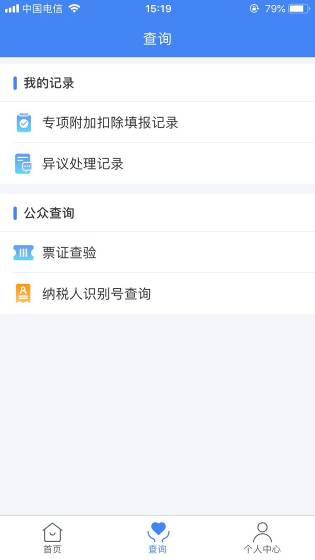 中国电信
15:19
79%
查询
我的记录
专项附加扣除填报记录
异议处理记录
公众查询
票证查验
纳税人识别号查询
首页
查询
个人中心